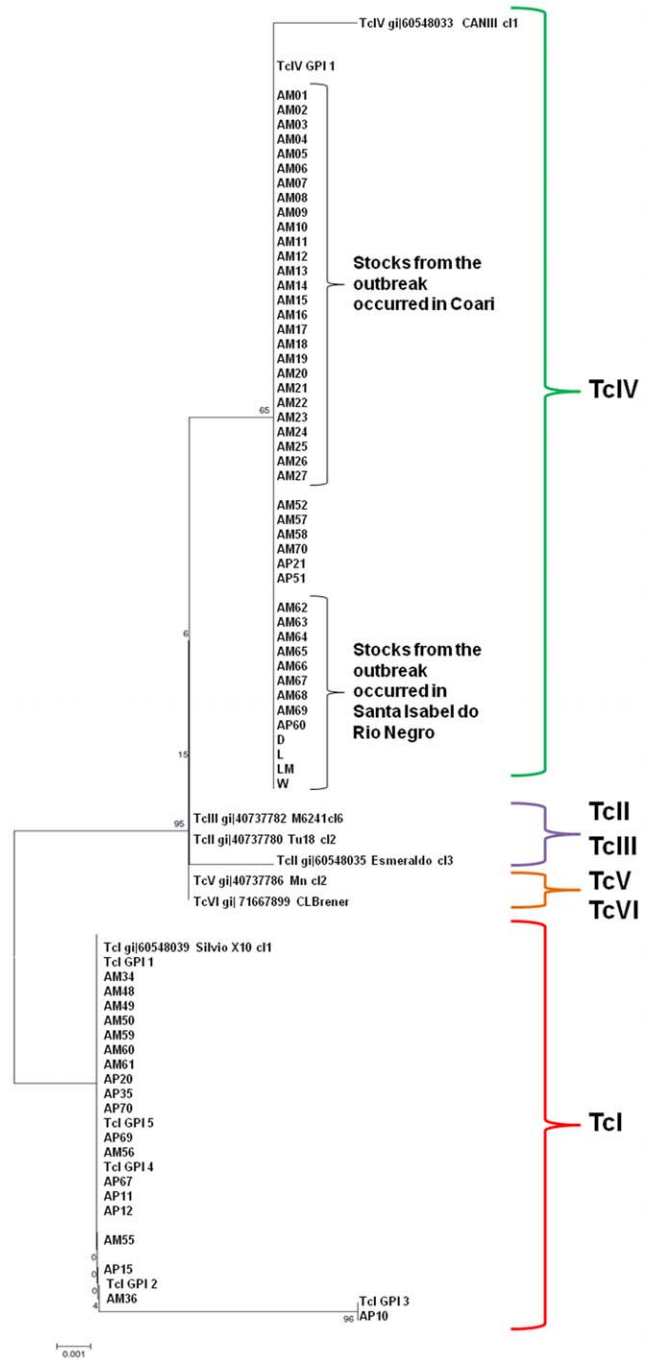 TcIV gi|60548033 CANIII cl1
TcIV GPI 1
AM01
AM02
AM03
AM04
AM05
AM06
AM07
AM08
AM09
AM10
AM11
AM12
AM13
AM14
AM15
AM16
AM17
AM18
AM19
AM20
AM21
AM22
AM23
AM24
AM25
AM26
AM27
Stocks from the
outbreak
occurred in Coari
TcIV
65
AM52
AM57
AM58
AM70
AP21
AP51
AM62
AM63
AM64
AM65
AM66
AM67
AM68
AM69
AP60
D
L
LM
W
Stocks from the
outbreak
occurred in
Santa Isabel do
Rio Negro
6
15
95
TcIII gi|40737782 M6241cl6
TcII gi|40737780 Tu18 cl2
TcII gi|60548035 Esmeraldo cl3
TcII
TcIII
TcV gi|40737786 Mn cl2
TcVI gi| 71667899 CLBrener
TcV
TcVI
TcI gi|60548039 Silvio X10 cl1
TcI GPI 1
AM34
AM48
AM49
AM50
AM59
AM60
AM61
AP20
AP35
AP70
TcI GPI 5
AP69
AM56
TcI GPI 4
AP67
AP11
AP12
AM55
0
AP15
0
TcI GPI 2
0
AM36
4
TcI GPI 3
96
AP10
TcI
0.001